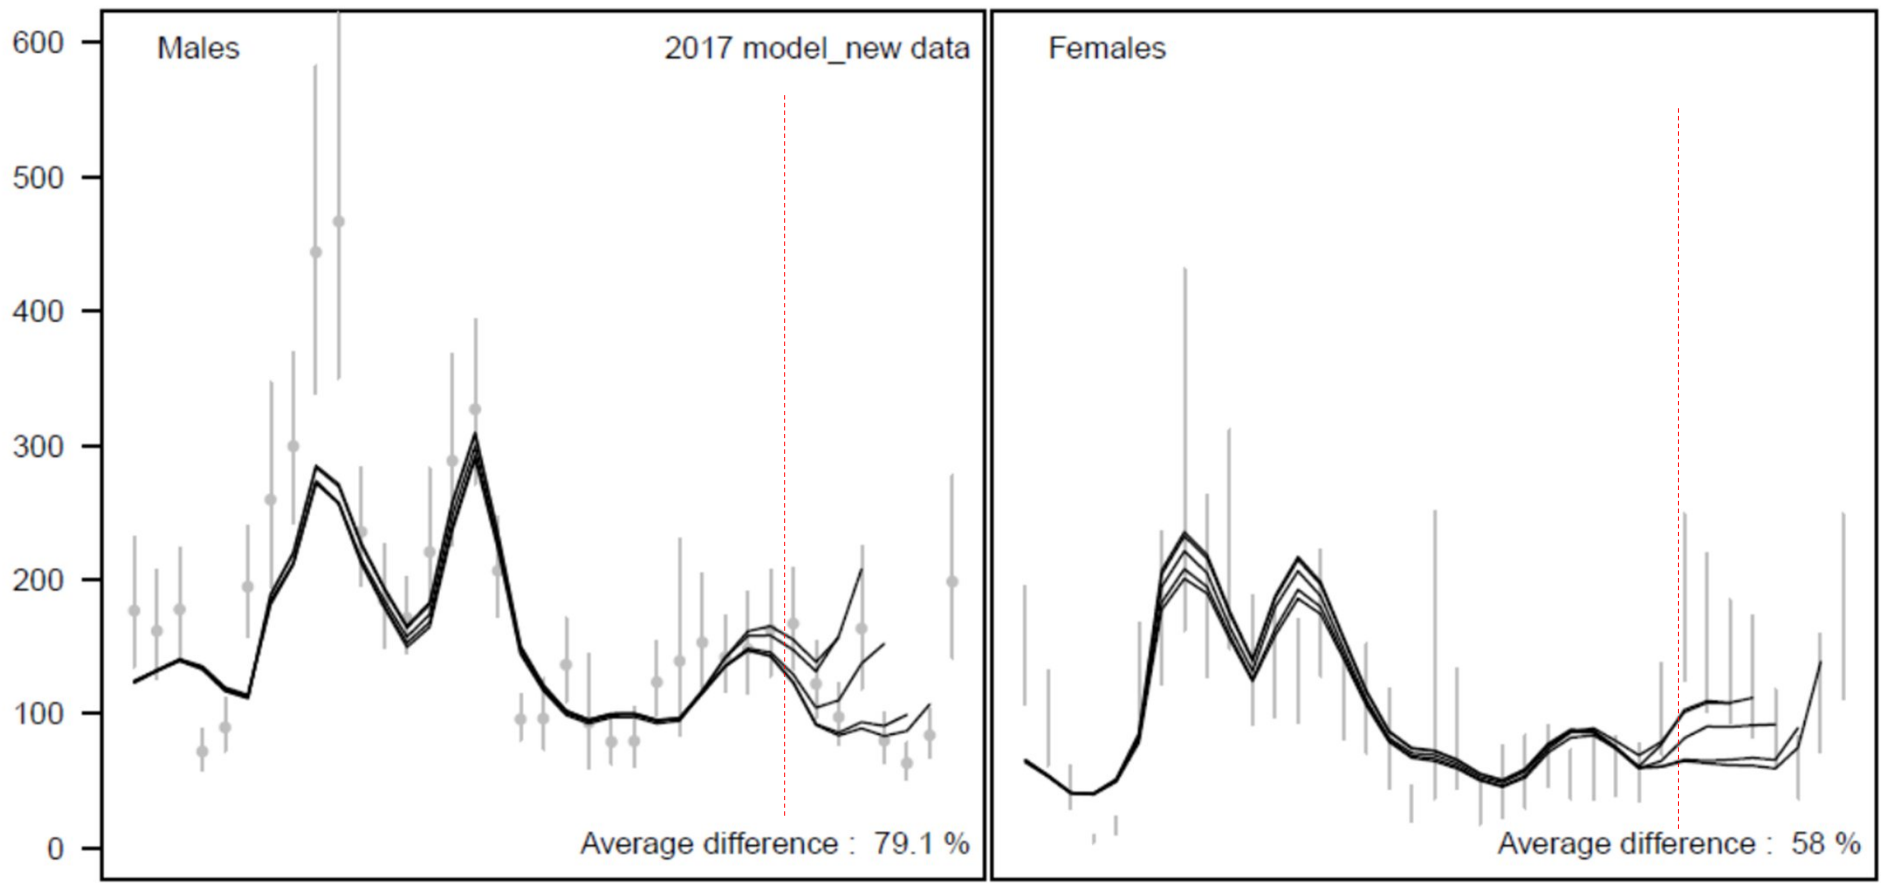 Males
2017 model_new data
Females
600
500
400
300
200
100
0
Average difference : 79.1 %
Average difference : 58 %